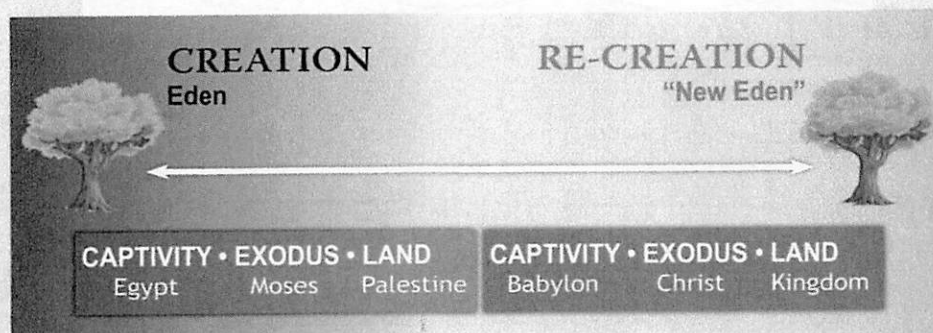 CREATION
Eden
RE-CREATION
"New Eden"
CAPTIVITY • EXODUS • LAND
Egypt Moses Palestine
CAPTIVITY • EXODUS • LAND
Babylon Christ Kingdom